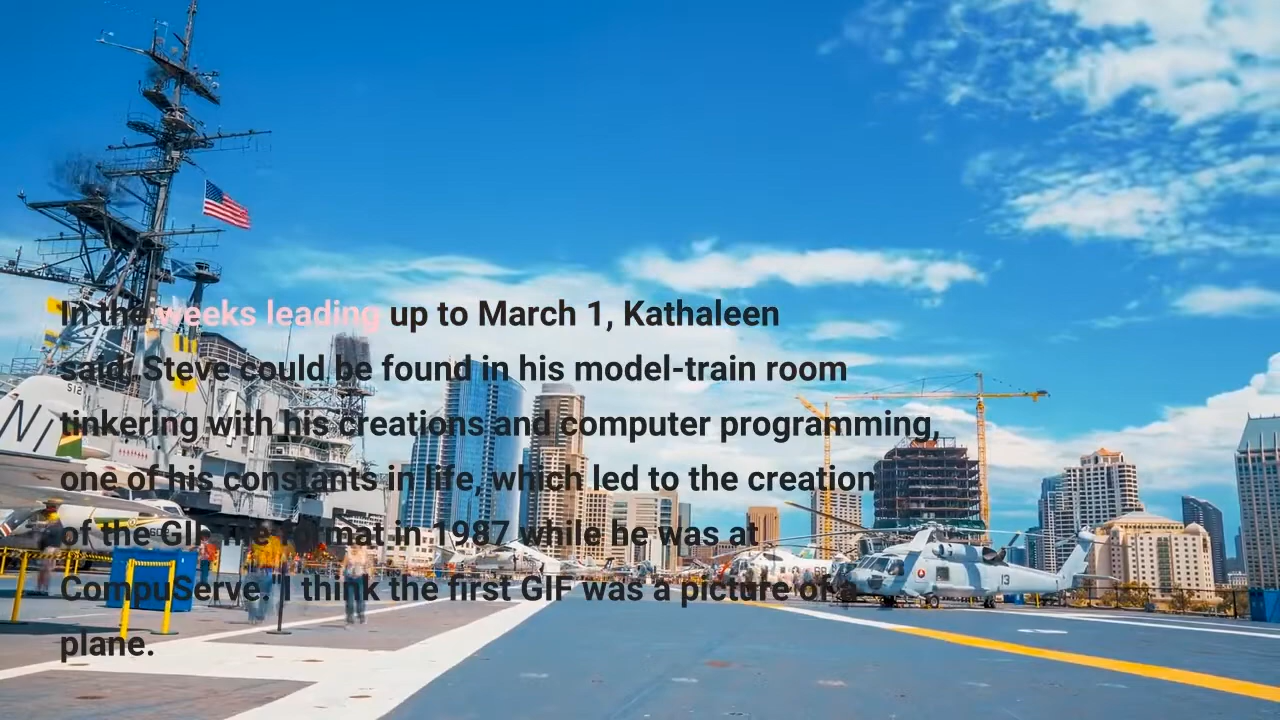 In the weeks leading up to March 1, Kathaleen
said, Steve could be found in his model-train room
tinkering with his creations and computer programming,
one of his constants in life, which led to the creation
of the GIF file format in 1987 while he was at
CompuServe. I think the first GIF was a picture of a
plane.
NI
13